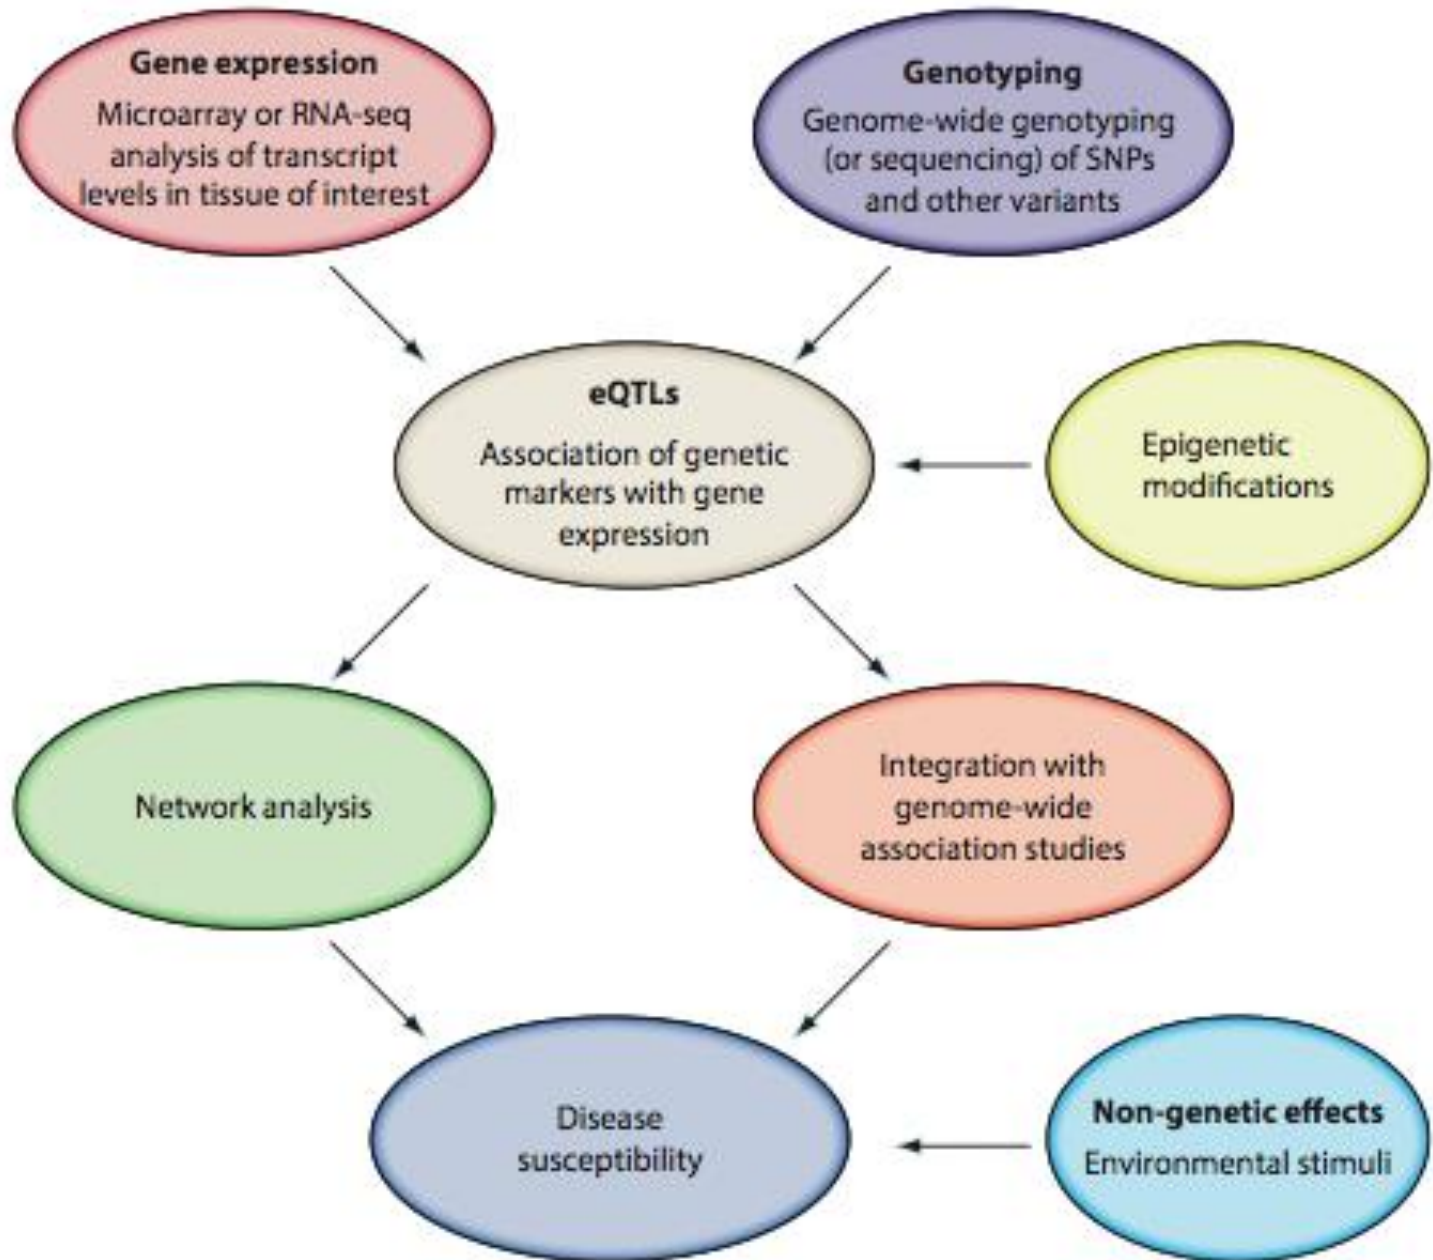 Gene expression
Microarray or RNA-seq
analysis of transcript
levels in tissue of interest
Genotyping
Genome-wide genotyping
(or sequencing) of SNPs
and other variants
eQTLs
Association of genetic
markers with gene
expression
Epigenetic
modifications
Network analysis
Integration with
genome-wide
association studies
Disease
susceptibility
Non-genetic effects
Environmental stimuli